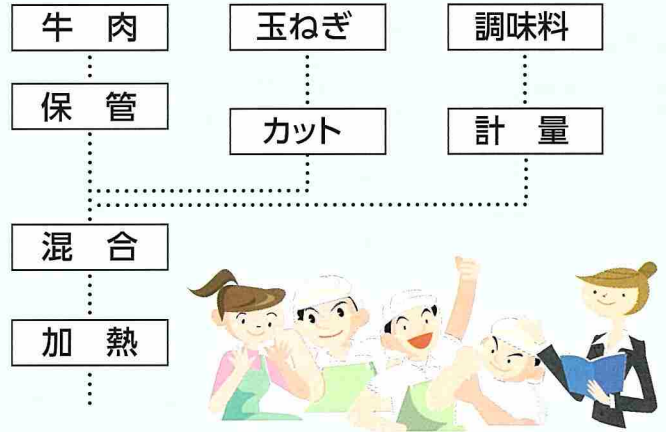 牛 肉
玉ねぎ
調味料
保 管
カット
計 量
混 合
加 熱